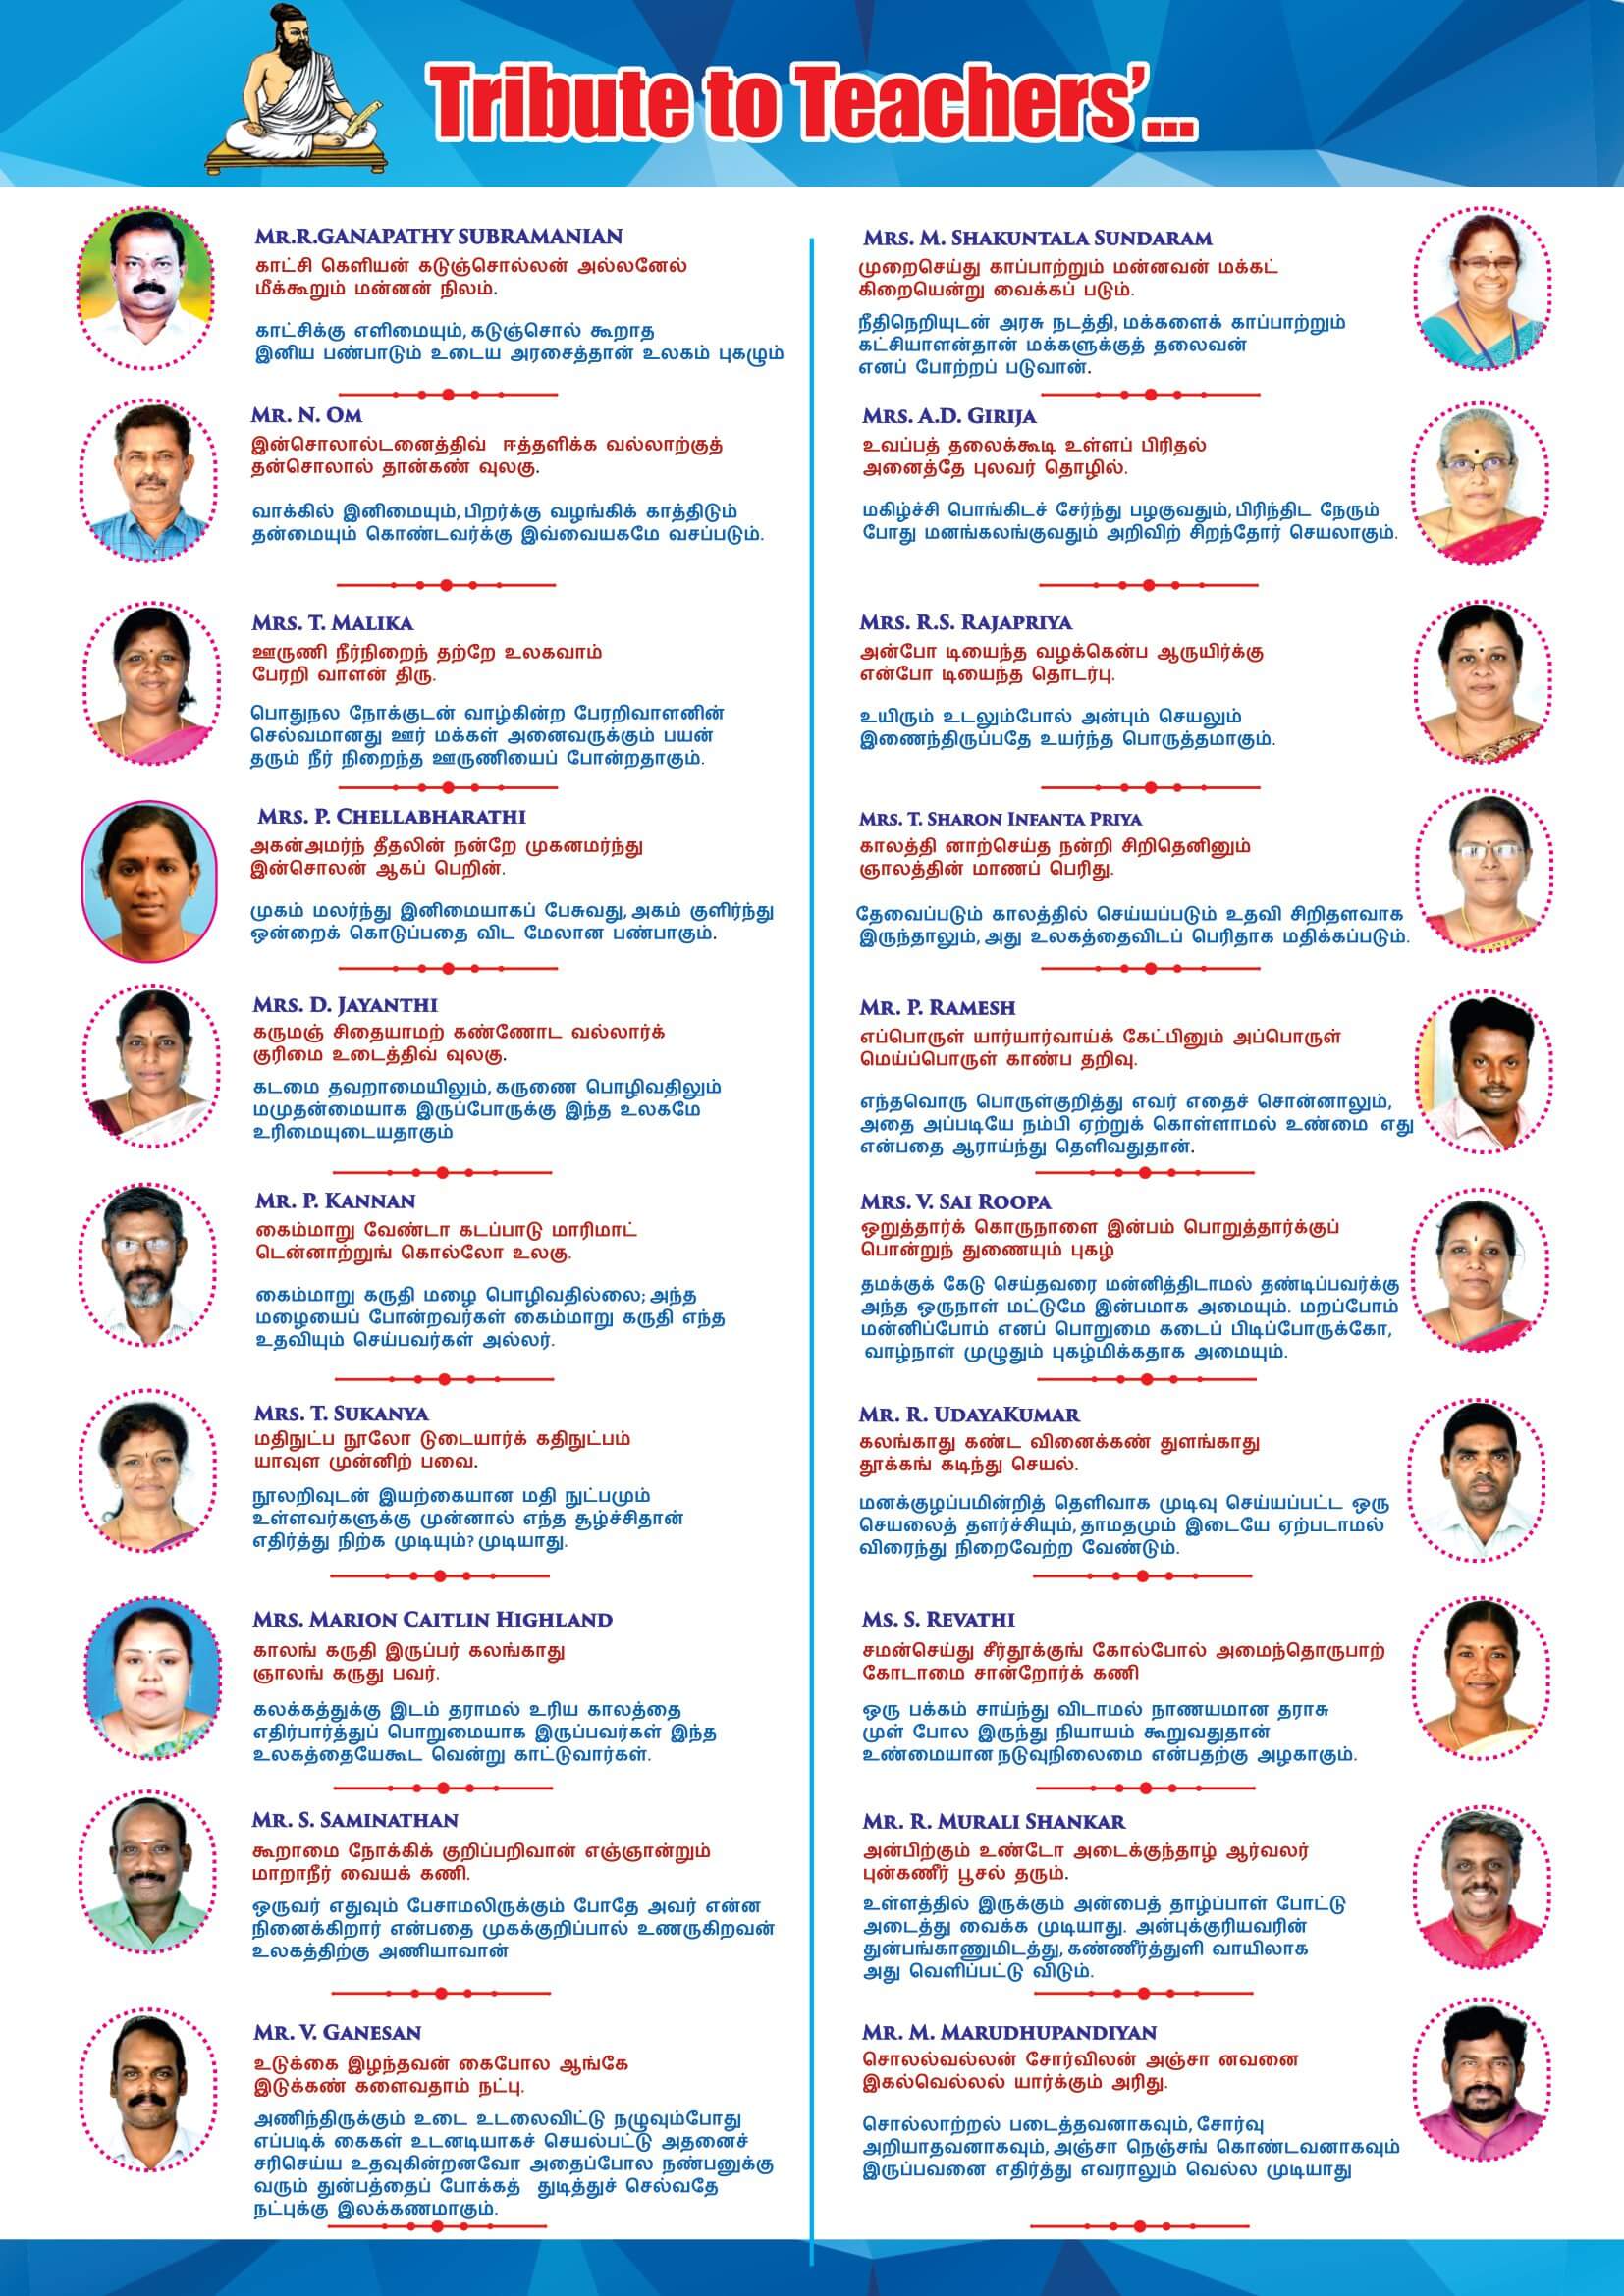 Tribute to Teachers’...
MR.R.GANAPATHY SUBRAMANIAN
காட்சி கெளியன் கடுஞ்சொல்லன் அல்லனேல்
மீக்கூறும் மன்னன் நிலம்.
காட்சிக்கு எளிமையும், கடுஞ்சொல் கூறாத
இனிய பண்பாடும் உடைய அரசைத்தான் உலகம் புகழும்
MR. N. OM
இன்சொலால்டனைத்திவ் ஈத்தளிக்க வல்லாற்குத்
தன்சொலால் தான்கண் வுலகு.
வாக்கில் இனிமையும், பிறர்க்கு வழங்கிக் காத்திடும்
தன்மையும் கொண்டவர்க்கு இவ்வையகமே வசப்படும்.
MRS. T. MALIKA
ஊருணி நீர்நிறைந் தற்றே உலகவாம்
பேரறி வாளன் திரு.
பொதுநல நோக்குடன் வாழ்கின்ற பேரறிவாளனின்
செல்வமானது ஊர் மக்கள் அனைவருக்கும் பயன்
தரும் நீர் நிறைந்த ஊருணியைப் போன்றதாகும்.
MRS. P. CHELLABHARATHI
அகன்அமர்ந் தீதலின் நன்றே முகனமர்ந்து
இன்சொலன் ஆகப் பெறின்.
முகம் மலர்ந்து இனிமையாகப் பேசுவது, அகம் குளிர்ந்து
ஒன்றைக் கொடுப்பதை விட மேலான பண்பாகும்.
MRS. D. JAYANTHI
கருமஞ் சிதையாமற் கண்ணோட வல்லார்க்
குரிமை உடைத்திவ் வுலகு.
கடமை தவறாமையிலும், கருணை பொழிவதிலும்
மமுதன்மையாக இருப்போருக்கு இந்த உலகமே
உரிமையுடையதாகும்
MR. P. KANNAN
கைம்மாறு வேண்டா கடப்பாடு மாரிமாட்
டென்னாற்றுங் கொல்லோ உலகு.
கைம்மாறு கருதி மழை பொழிவதில்லை; அந்த
மழையைப் போன்றவர்கள் கைம்மாறு கருதி எந்த
உதவியும் செய்பவர்கள் அல்லர்.
MRS. T. SUKANYA
மதிநுட்ப நூலோ டுடையார்க் கதிநுட்பம்
யாவுள முன்னிற் பவை.
நூலறிவுடன் இயற்கையான மதி நுட்பமும்
உள்ளவர்களுக்கு முன்னால் எந்த சூழ்ச்சிதான்
எதிர்த்து நிற்க முடியும்? முடியாது.
MRS. MARION CAITLIN HIGHLAND
காலங் கருதி இருப்பர் கலங்காது
ஞாலங் கருது பவர்.
கலக்கத்துக்கு இடம் தராமல் உரிய காலத்தை
எதிர்பார்த்துப் பொறுமையாக இருப்பவர்கள் இந்த
உலகத்தையேகூட வென்று காட்டுவார்கள்.
MR. S. SAMINATHAN
கூறாமை நோக்கிக் குறிப்பறிவான் எஞ்ஞான்றும்
மாறாநீர் வையக் கணி.
ஒருவர் எதுவும் பேசாமலிருக்கும் போதே அவர் என்ன
நினைக்கிறார் என்பதை முகக்குறிப்பால் உணருகிறவன்
உலகத்திற்கு அணியாவான்
MR. V. GANESAN
உடுக்கை இழந்தவன் கைபோல ஆங்கே
இடுக்கண் களைவதாம் நட்பு.
அணிந்திருக்கும் உடை உடலைவிட்டு நழுவும்போது
எப்படிக் கைகள் உடனடியாகச் செயல்பட்டு அதனைச்
சரிசெய்ய உதவுகின்றனவோ அதைப்போல நண்பனுக்கு
வரும் துன்பத்தைப் போக்கத் துடித்துச் செல்வதே
நட்புக்கு இலக்கணமாகும்.
MRS. M. SHAKUNTALA SUNDARAM
முறைசெய்து காப்பாற்றும் மன்னவன் மக்கட்
கிறையென்று வைக்கப் படும்.
நீதிநெறியுடன் அரசு நடத்தி, மக்களைக் காப்பாற்றும்
கட்சியாளன்தான் மக்களுக்குத் தலைவன்
எனப் போற்றப் படுவான்.
MRS. A.D. GIRIJA
உவப்பத் தலைக்கூடி உள்ளப் பிரிதல்
அனைத்தே புலவர் தொழில்.
மகிழ்ச்சி பொங்கிடச் சேர்ந்து பழகுவதும், பிரிந்திட நேரும்
போது மனங்கலங்குவதும் அறிவிற் சிறந்தோர் செயலாகும்.
MRS. R.S. RAJAPRIYA
அன்போ டியைந்த வழக்கென்ப ஆருயிர்க்கு
என்போ டியைந்த தொடர்பு.
உயிரும் உடலும்போல் அன்பும் செயலும்
இணைந்திருப்பதே உயர்ந்த பொருத்தமாகும்.
MRS. T. SHARON INFANTA PRIYA
காலத்தி னாற்செய்த நன்றி சிறிதெனினும்
ஞாலத்தின் மாணப் பெரிது.
தேவைப்படும் காலத்தில் செய்யப்படும் உதவி சிறிதளவாக
இருந்தாலும், அது உலகத்தைவிடப் பெரிதாக மதிக்கப்படும்.
MR. P. RAMESH
எப்பொருள் யார்யார்வாய்க் கேட்பினும் அப்பொருள்
மெய்ப்பொருள் காண்ப தறிவு.
எந்தவொரு பொருள்குறித்து எவர் எதைச் சொன்னாலும்,
அதை அப்படியே நம்பி ஏற்றுக் கொள்ளாமல் உண்மை எது
என்பதை ஆராய்ந்து தெளிவதுதான்.
MRS. V. SAI ROOPA
ஒறுத்தார்க் கொருநாளை இன்பம் பொறுத்தார்க்குப்
பொன்றுந் துணையும் புகழ்
தமக்குக் கேடு செய்தவரை மன்னித்திடாமல் தண்டிப்பவர்க்கு
அந்த ஒருநாள் மட்டுமே இன்பமாக அமையும். மறப்போம்
மன்னிப்போம் எனப் பொறுமை கடைப் பிடிப்போருக்கோ,
வாழ்நாள் முழுதும் புகழ்மிக்கதாக அமையும்.
MR. R. UDAYAKUMAR
கலங்காது கண்ட வினைக்கண் துளங்காது
தூக்கங் கடிந்து செயல்.
மனக்குழப்பமின்றித் தெளிவாக முடிவு செய்யப்பட்ட ஒரு
செயலைத் தளர்ச்சியும், தாமதமும் இடையே ஏற்படாமல்
விரைந்து நிறைவேற்ற வேண்டும்.
MS. S. REVATHI
சமன்செய்து சீர்தூக்குங் கோல்போல் அமைந்தொருபாற்
கோடாமை சான்றோர்க் கணி
ஒரு பக்கம் சாய்ந்து விடாமல் நாணயமான தராசு
முள் போல இருந்து நியாயம் கூறுவதுதான்
உண்மையான நடுவுநிலைமை என்பதற்கு அழகாகும்.
MR. R. MURALI SHANKAR
அன்பிற்கும் உண்டோ அடைக்குந்தாழ் ஆர்வலர்
புன்கணீர் பூசல் தரும்.
உள்ளத்தில் இருக்கும் அன்பைத் தாழ்ப்பாள் போட்டு
அடைத்து வைக்க முடியாது. அன்புக்குரியவரின்
துன்பங்காணுமிடத்து, கண்ணீர்த்துளி வாயிலாக
அது வெளிப்பட்டு விடும்.
MR. M. MARUDHUPANDIYAN
சொலல்வல்லன் சோர்விலன் அஞ்சா னவனை
இகல்வெல்லல் யார்க்கும் அரிது.
சொல்லாற்றல் படைத்தவனாகவும், சோர்வு
அறியாதவனாகவும், அஞ்சா நெஞ்சங் கொண்டவனாகவும்
இருப்பவனை எதிர்த்து எவராலும் வெல்ல முடியாது